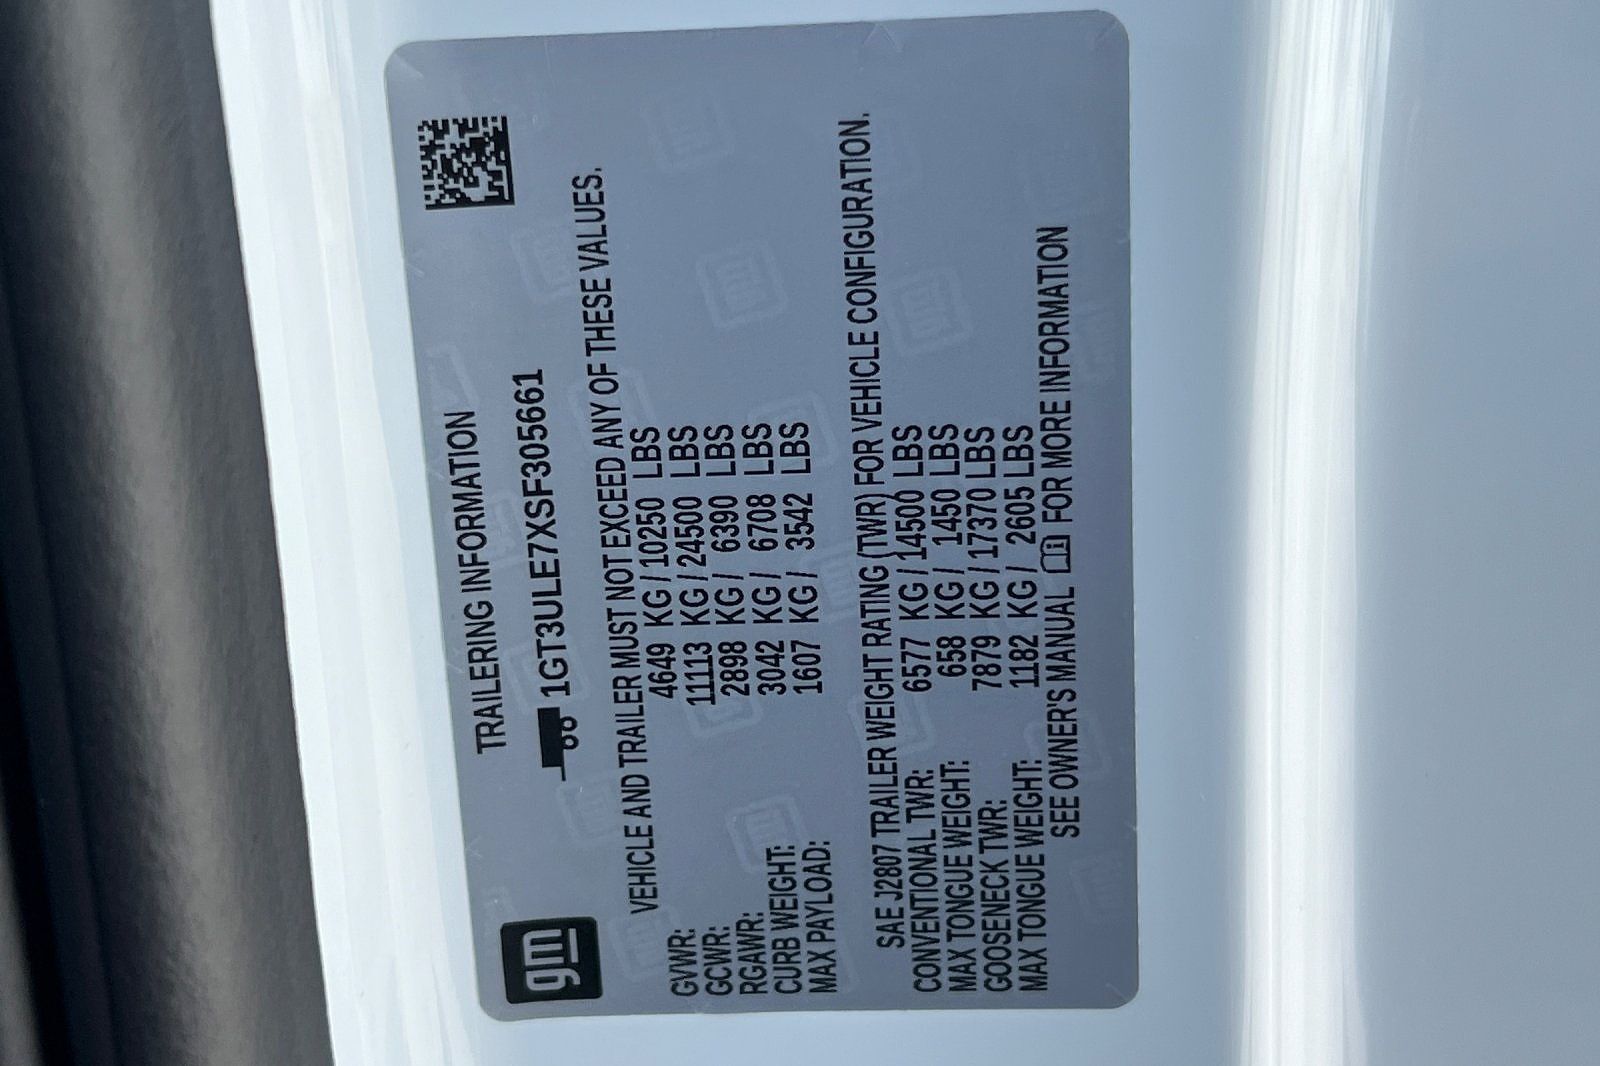 gm
TRAILERING INFORMATION
1GT3ULE7XSF305661
VEHICLE AND TRAILER MUST NOT EXCEED ANY OF THESE VALUES.
GVWR: 4649 KG / 10250 LBS
GCWR: 11113 KG / 24500 LBS
RGAWR: 2898 KG / 6390 LBS
CURB WEIGHT: 3042 KG / 6708 LBS
MAX PAYLOAD: 1607 KG / 3542 LBS
SAE J2807 TRAILER WEIGHT RATING (TWR) FOR VEHICLE CONFIGURATION.
CONVENTIONAL TWR: 6577 KG / 14500 LBS
MAX TONGUE WEIGHT: 658 KG / 1450 LBS
GOOSENECK TWR: 7879 KG / 17370 LBS
MAX TONGUE WEIGHT: 1182 KG / 2605 LBS
SEE OWNER'S MANUAL FOR MORE INFORMATION